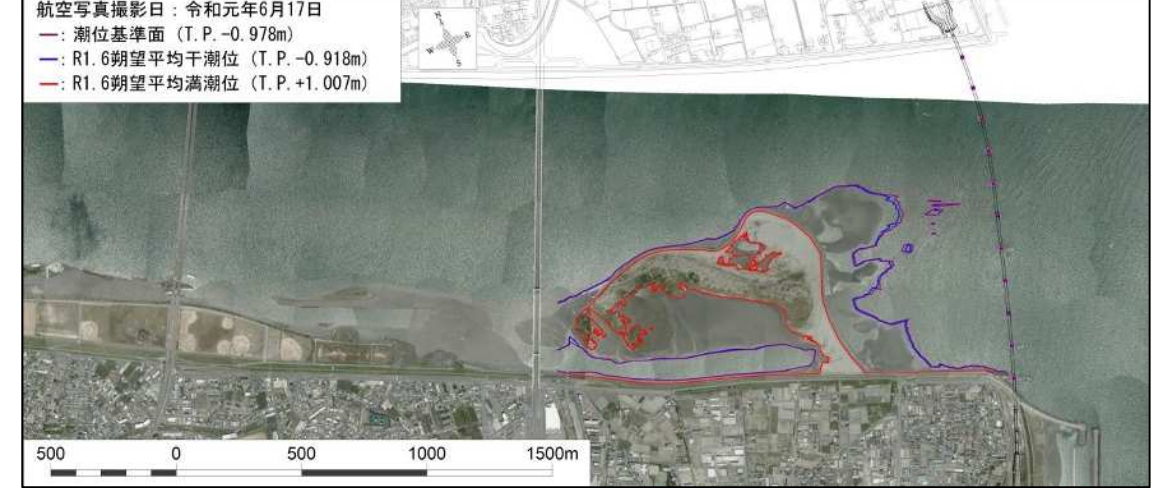 航空写真撮影日：令和元年6月17日
―: 潮位基準面 (T.P.-0.978m)
―: R1.6朔望平均干潮位 (T.P.-0.918m)
―: R1.6朔望平均満潮位 (T.P.+1.007m)
N
W E
S
500 0 500 1000 1500m